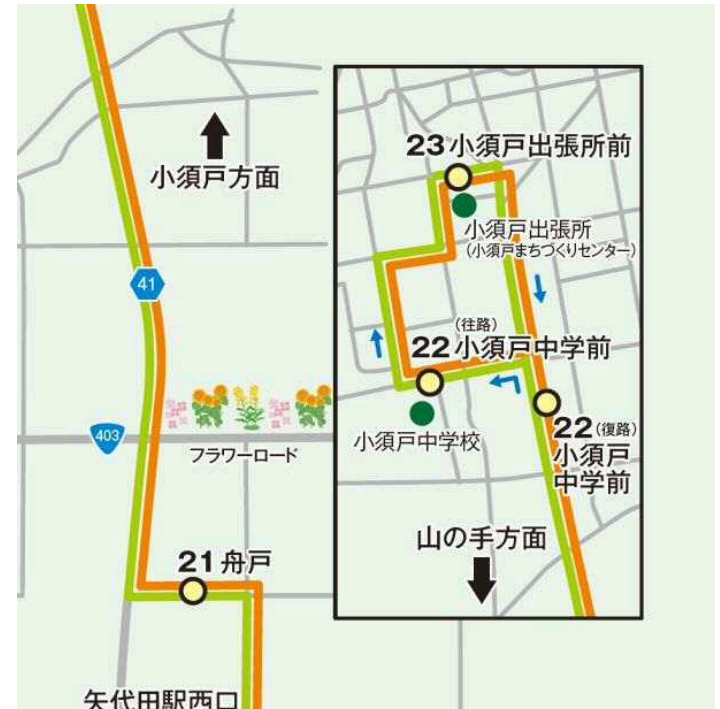 小須戸方面
41
403
フラワーロード
21 舟戸
矢代田駅西口
23 小須戸出張所前
小須戸出張所
(小須戸まちづくりセンター)
(往路)
22 小須戸中学前
小須戸中学校
22 (復路)
小須戸
中学前
山の手方面